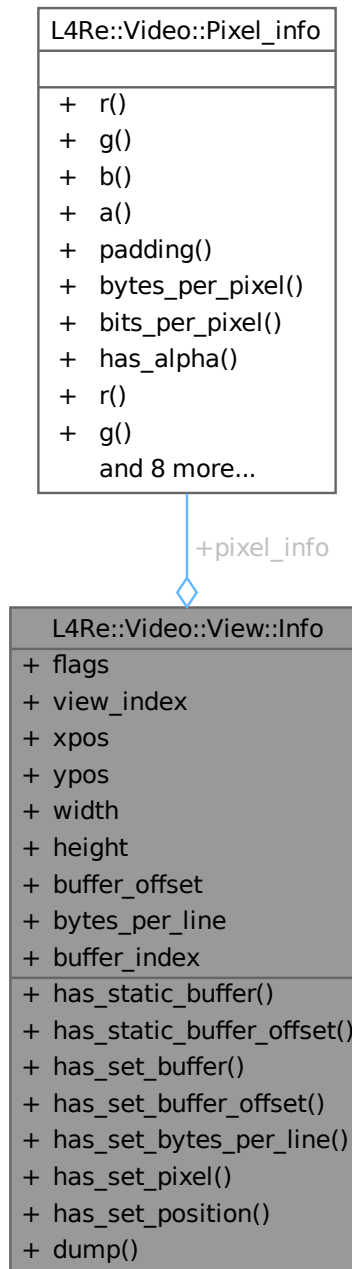 L4Re::Video::Pixel_info
+ r()
+ g()
+ b()
+ a()
+ padding()
+ bytes_per_pixel()
+ bits_per_pixel()
+ has_alpha()
+ r()
+ g()
and 8 more...
+pixel_info
L4Re::Video::View::Info
+ flags
+ view_index
+ xpos
+ ypos
+ width
+ height
+ buffer_offset
+ bytes_per_line
+ buffer_index
+ has_static_buffer()
+ has_static_buffer_offset()
+ has_set_buffer()
+ has_set_buffer_offset()
+ has_set_bytes_per_line()
+ has_set_pixel()
+ has_set_position()
+ dump()